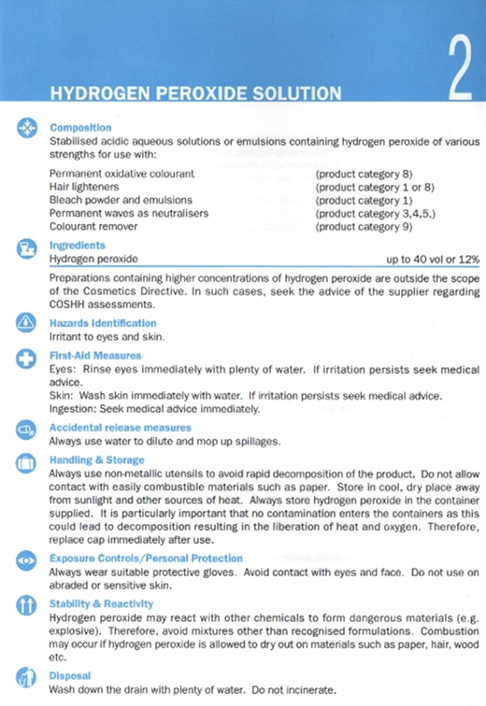 2
HYDROGEN PEROXIDE SOLUTION
Composition
Stabilised acidic aqueous solutions or emulsions containing hydrogen peroxide of various
strengths for use with:
Permanent oxidative colourant (product category 8)
Hair lighteners (product category 1 or 8)
Bleach powder and emulsions (product category 1)
Permanent waves as neutralisers (product category 3,4,5,)
Colourant remover (product category 9)
Ingredients
Hydrogen peroxide up to 40 vol or 12%
Preparations containing higher concentrations of hydrogen peroxide are outside the scope
of the Cosmetics Directive. In such cases, seek the advice of the supplier regarding
COSHH assessments.
Hazards Identification
Irritant to eyes and skin.
First-Aid Measures
Eyes: Rinse eyes immediately with plenty of water. If irritation persists seek medical
advice.
Skin: Wash skin immediately with water. If irritation persists seek medical advice.
Ingestion: Seek medical advice immediately.
Accidental release measures
Always use water to dilute and mop up spillages.
Handling & Storage
Always use non-metallic utensils to avoid rapid decomposition of the product. Do not allow
contact with easily combustible materials such as paper. Store in cool, dry place away
from sunlight and other sources of heat. Always store hydrogen peroxide in the container
supplied. It is particularly important that no contamination enters the containers as this
could lead to decomposition resulting in the liberation of heat and oxygen. Therefore,
replace cap immediately after use.
Exposure Controls/Personal Protection
Always wear suitable protective gloves. Avoid contact with eyes and face. Do not use on
abraded or sensitive skin.
Stability & Reactivity
Hydrogen peroxide may react with other chemicals to form dangerous materials (e.g.
explosive). Therefore, avoid mixtures other than recognised formulations. Combustion
may occur if hydrogen peroxide is allowed to dry out on materials such as paper, hair, wood
etc.
Disposal
Wash down the drain with plenty of water. Do not incinerate.